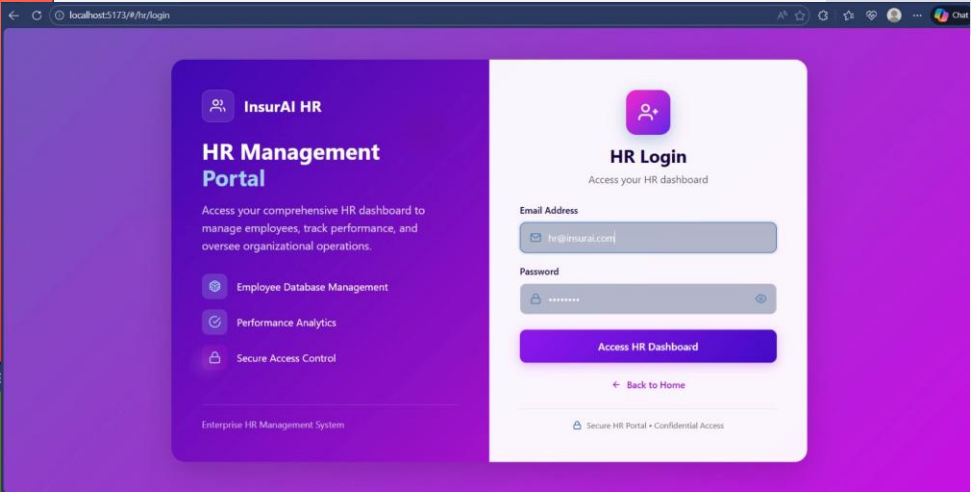 localhost:5173/#/hr/login
Chat
InsurAI HR
HR Management
Portal
Access your comprehensive HR dashboard to
manage employees, track performance, and
oversee organizational operations.
Employee Database Management
Performance Analytics
Secure Access Control
Enterprise HR Management System
HR Login
Access your HR dashboard
Email Address
hr@insurai.com
Password
••••••••
Access HR Dashboard
← Back to Home
Secure HR Portal • Confidential Access